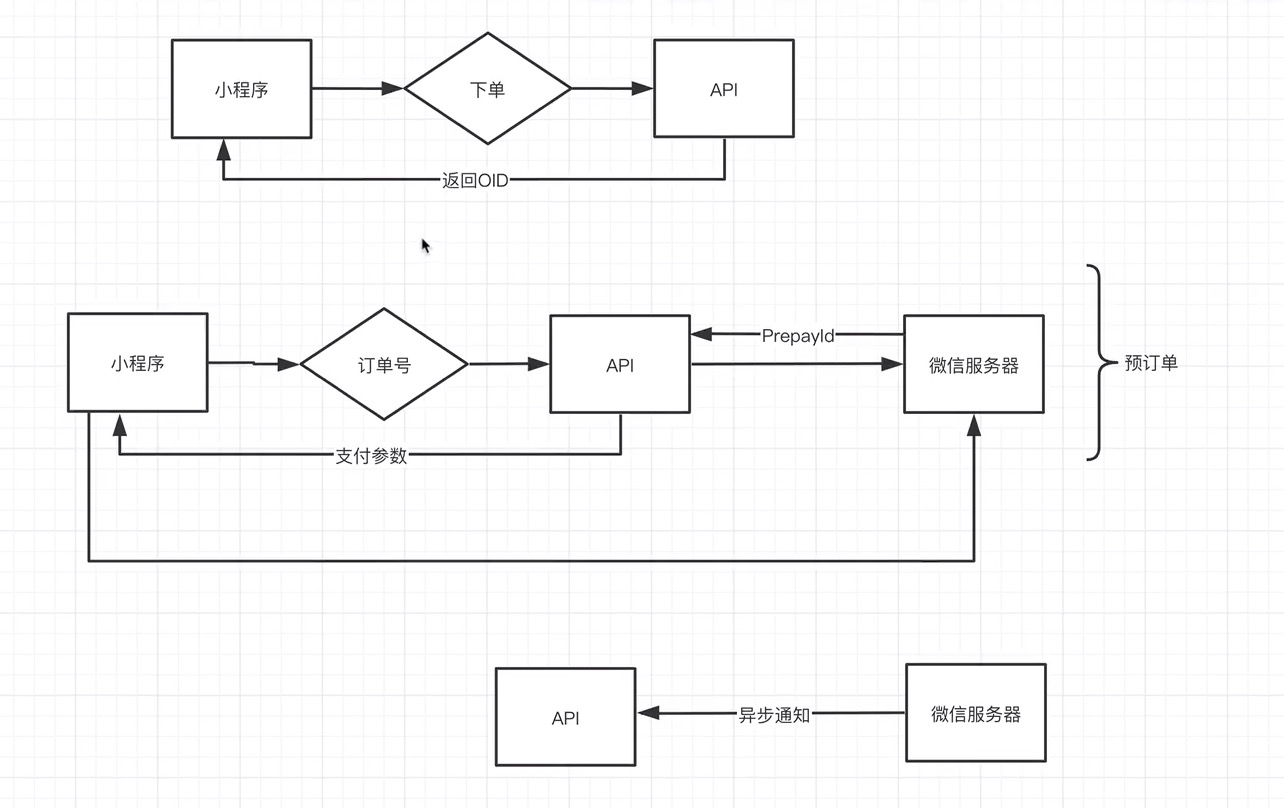 小程序
下单
API
返回OID
小程序
订单号
API
PrepayId
微信服务器
预订单
支付参数
API
异步通知
微信服务器